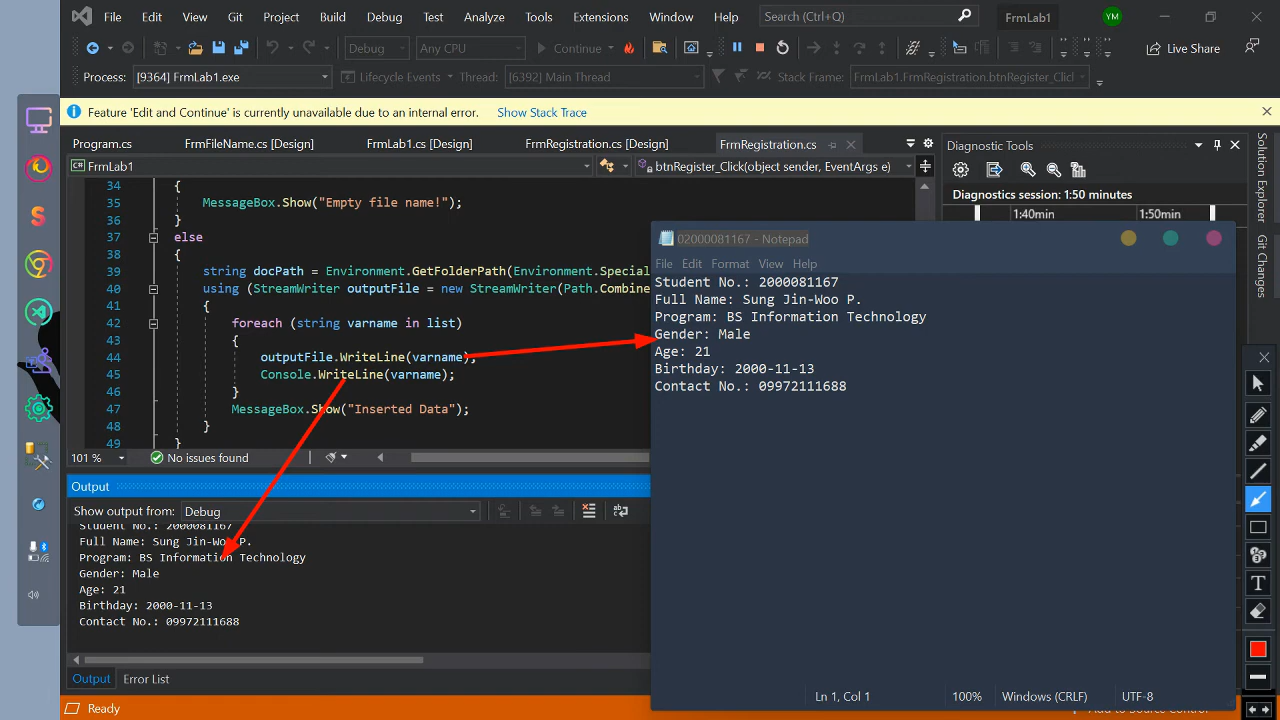 File Edit View Git Project Build Debug Test Analyze Tools Extensions Window Help Search (Ctrl+Q) FrmLab1 YM
Debug Any CPU Continue Live Share
Process: [9364] FrmLab1.exe Lifecycle Events Thread: [6392] Main Thread Stack Frame: FrmLab1.FrmRegistration.btnRegister_Clicl
Feature 'Edit and Continue' is currently unavailable due to an internal error. Show Stack Trace
Program.cs FrmFileName.cs [Design] FrmLab1.cs [Design] FrmRegistration.cs [Design] FrmRegistration.cs
FrmLab1 btnRegister_Click(object sender, EventArgs e)
34 {
35 MessageBox.Show("Empty file name!");
36 }
37 else
38 {
39 string docPath = Environment.GetFolderPath(Environment.Special
40 using (StreamWriter outputFile = new StreamWriter(Path.Combine
41 {
42 foreach (string varname in list)
43 {
44 outputFile.WriteLine(varname);
45 Console.WriteLine(varname);
46 }
47 MessageBox.Show("Inserted Data");
48 }
49 }
101 % No issues found
Output
Show output from: Debug
Student No.: 2000081167
Full Name: Sung Jin-Woo P.
Program: BS Information Technology
Gender: Male
Age: 21
Birthday: 2000-11-13
Contact No.: 09972111688
Output Error List
Ready
Diagnostic Tools
Diagnostics session: 1:50 minutes
1:40min 1:50min
02000081167 - Notepad
File Edit Format View Help
Student No.: 2000081167
Full Name: Sung Jin-Woo P.
Program: BS Information Technology
Gender: Male
Age: 21
Birthday: 2000-11-13
Contact No.: 09972111688
Ln 1, Col 1 100% Windows (CRLF) UTF-8
Add to Source Control
Solution Explorer
Git Changes